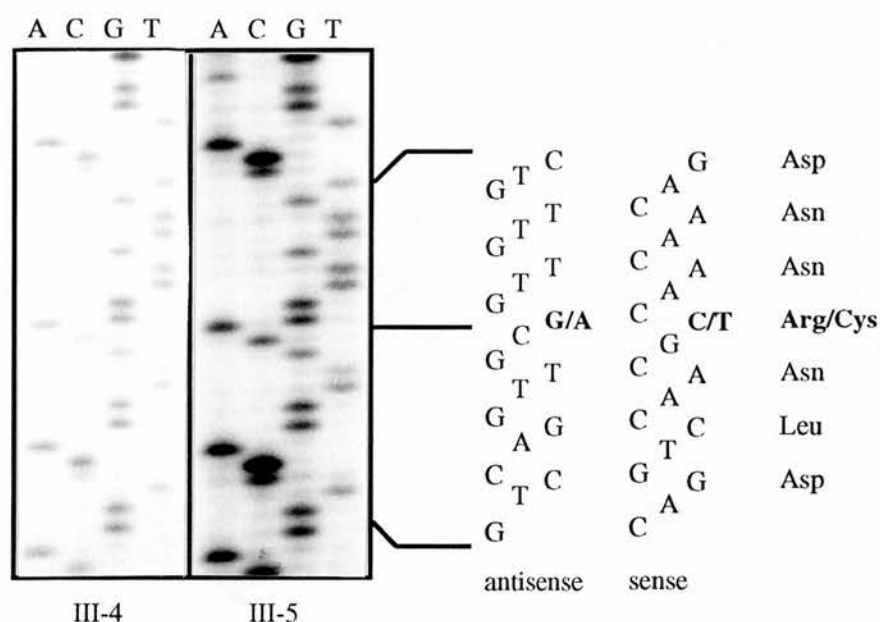 A C G T A C G T
C G Asp
G T A
T C A Asn
G T A
T C A Asn
G T A
G/A C C/T Arg/Cys
G C G
T C A Asn
G T A
G C C Leu
A T
C C G G Asp
T A
G C
antisense sense
III-4 III-5